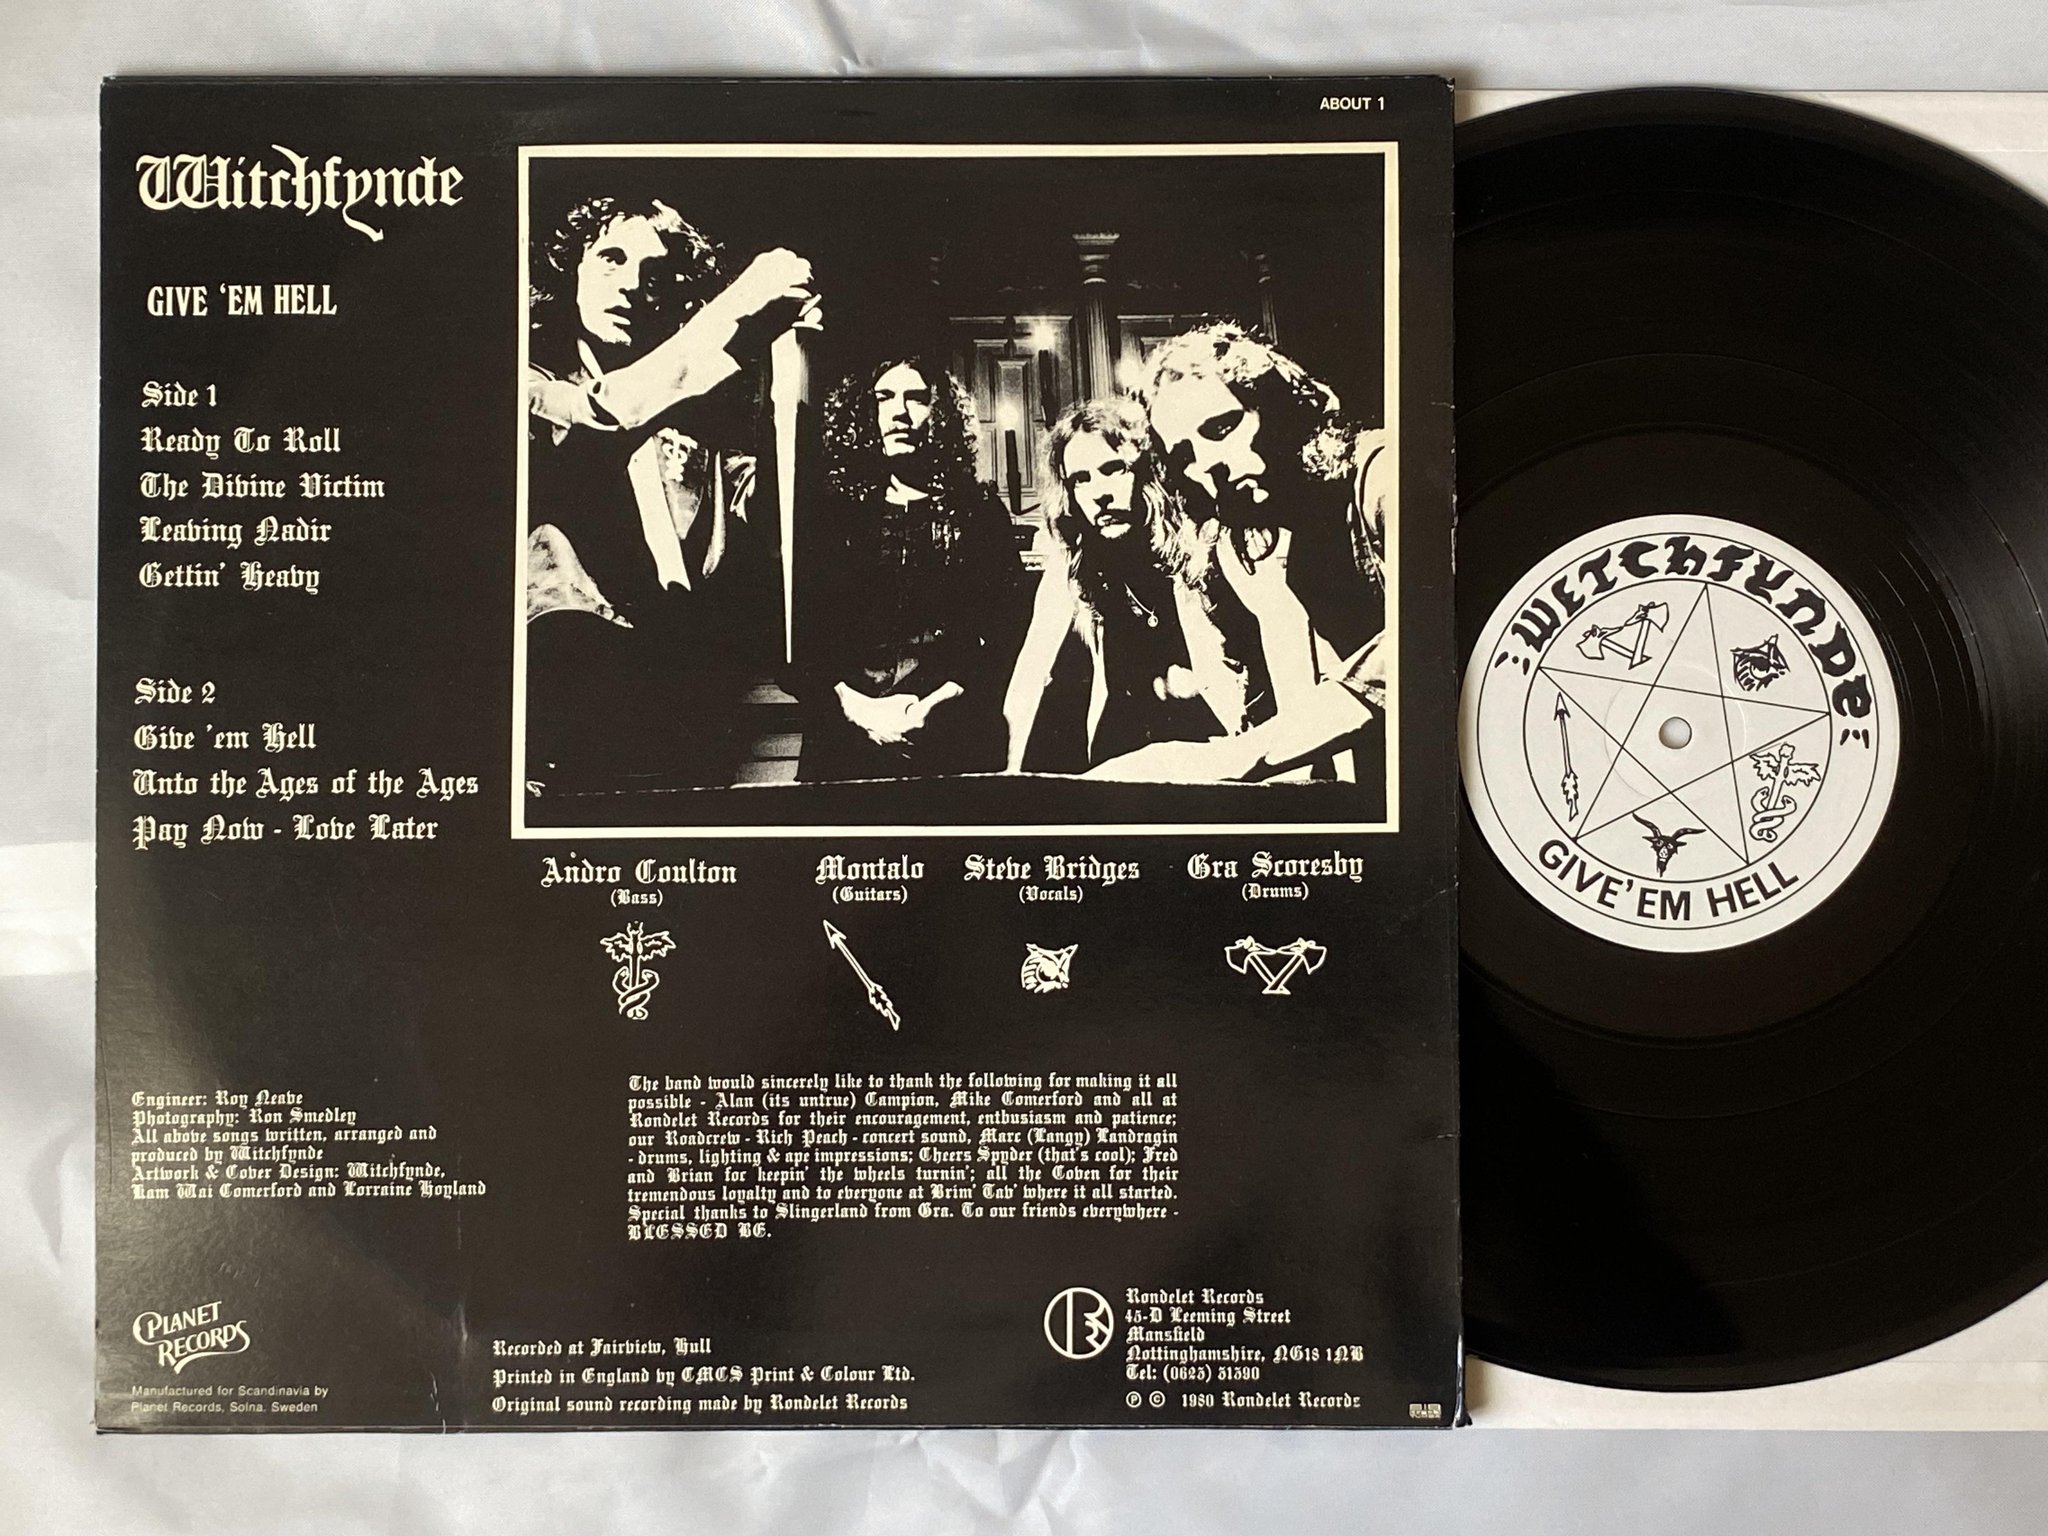 ABOUT 1
Witchfynde
GIVE 'EM HELL
Side 1
Ready To Roll
The Divine Victim
Leaving Nadir
Gettin' Heavy
Side 2
Give 'em Hell
Unto the Ages of the Ages
Pay Now - Love Later
Andro Coulton
(Bass)
Montalo
(Guitars)
Steve Bridges
(Vocals)
Gra Scoresby
(Drums)
Engineer: Roy Neave
Photography: Ron Smedley
All above songs written, arranged and
produced by Witchfynde
Artwork & Cover Design: Witchfynde,
Lam Wai Comerford and Lorraine Hoyland
The band would sincerely like to thank the following for making it all
possible - Alan (its untrue) Campion, Mike Comerford and all at
Rondelet Records for their encouragement, enthusiasm and patience;
our Roadcrew - Rich Peach - concert sound, Marc (Langy) Landragin
- drums, lighting & ape impressions; Cheers Spyder (that's cool); Fred
and Brian for keepin' the wheels turnin'; all the Coven for their
tremendous loyalty and to everyone at Brim' Tav' where it all started.
Special thanks to Slingerland from Gra. To our friends everywhere -
BLESSED BE.
PLANET
RECORDS
Manufactured for Scandinavia by
Planet Records, Solna. Sweden
Recorded at Fairview, Hull
Printed in England by CMCS Print & Colour Ltd.
Original sound recording made by Rondelet Records
Rondelet Records
45-D Leeming Street
Mansfield
Nottinghamshire, NG18 1NB
Tel: (0623) 31390
Ⓟ © 1980 Rondelet Records
WITCHFYNDE
GIVE 'EM HELL